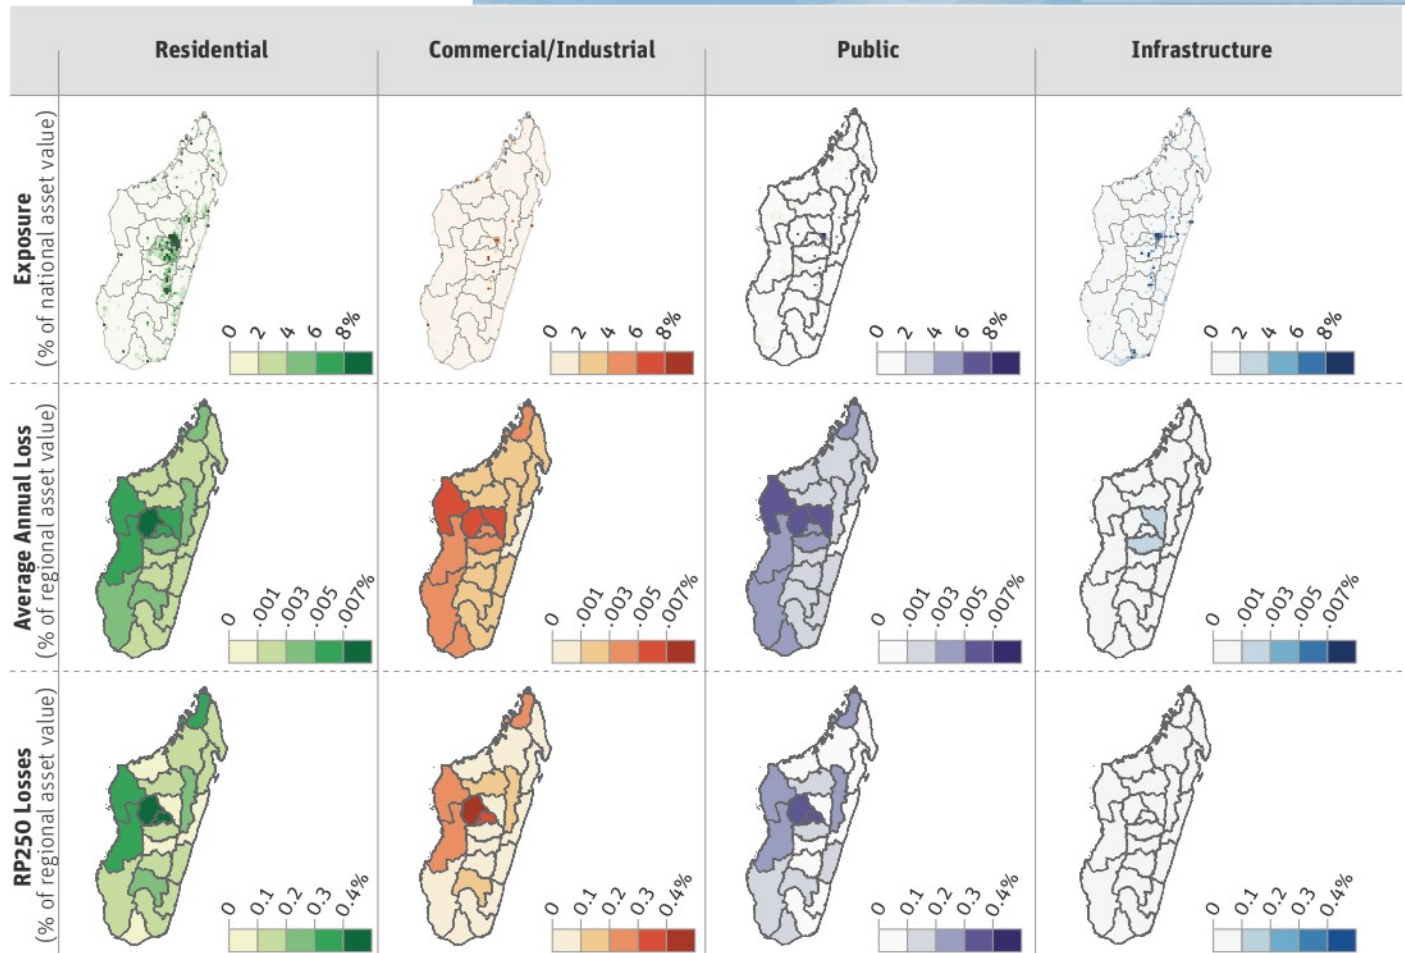 Residential
Commercial/Industrial
Public
Infrastructure
Exposure
(% of national asset value)
0 2 4 6 8%
0 2 4 6 8%
0 2 4 6 8%
0 2 4 6 8%
Average Annual Loss
(% of regional asset value)
0 .001 .003 .005 .007%
0 .001 .003 .005 .007%
0 .001 .003 .005 .007%
0 .001 .003 .005 .007%
RP250 Losses
(% of regional asset value)
0 0.1 0.2 0.3 0.4%
0 0.1 0.2 0.3 0.4%
0 0.1 0.2 0.3 0.4%
0 0.1 0.2 0.3 0.4%